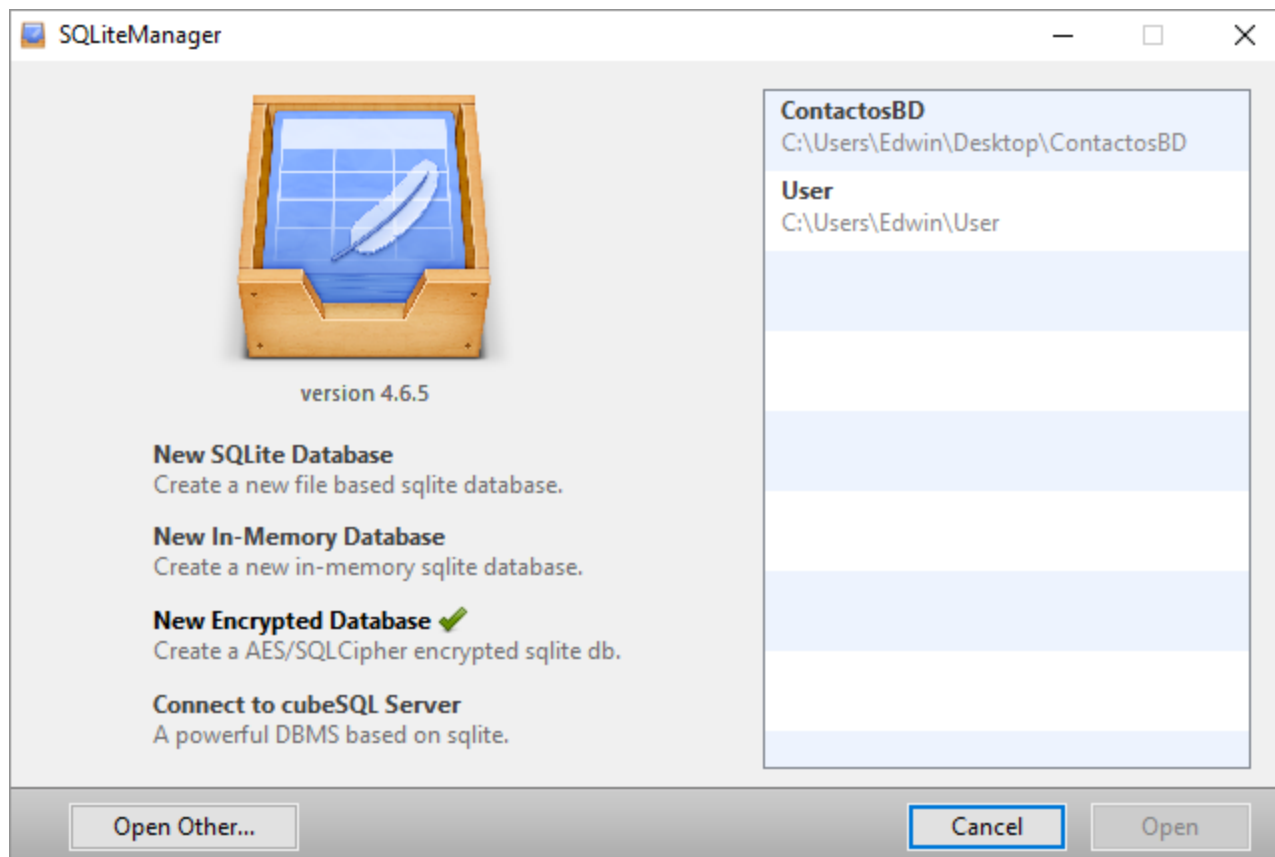 SQLiteManager
version 4.6.5
New SQLite Database
Create a new file based sqlite database.
New In-Memory Database
Create a new in-memory sqlite database.
New Encrypted Database
Create a AES/SQLCipher encrypted sqlite db.
Connect to cubeSQL Server
A powerful DBMS based on sqlite.
ContactosBD
C:\Users\Edwin\Desktop\ContactosBD
User
C:\Users\Edwin\User
Open Other...
Cancel
Open